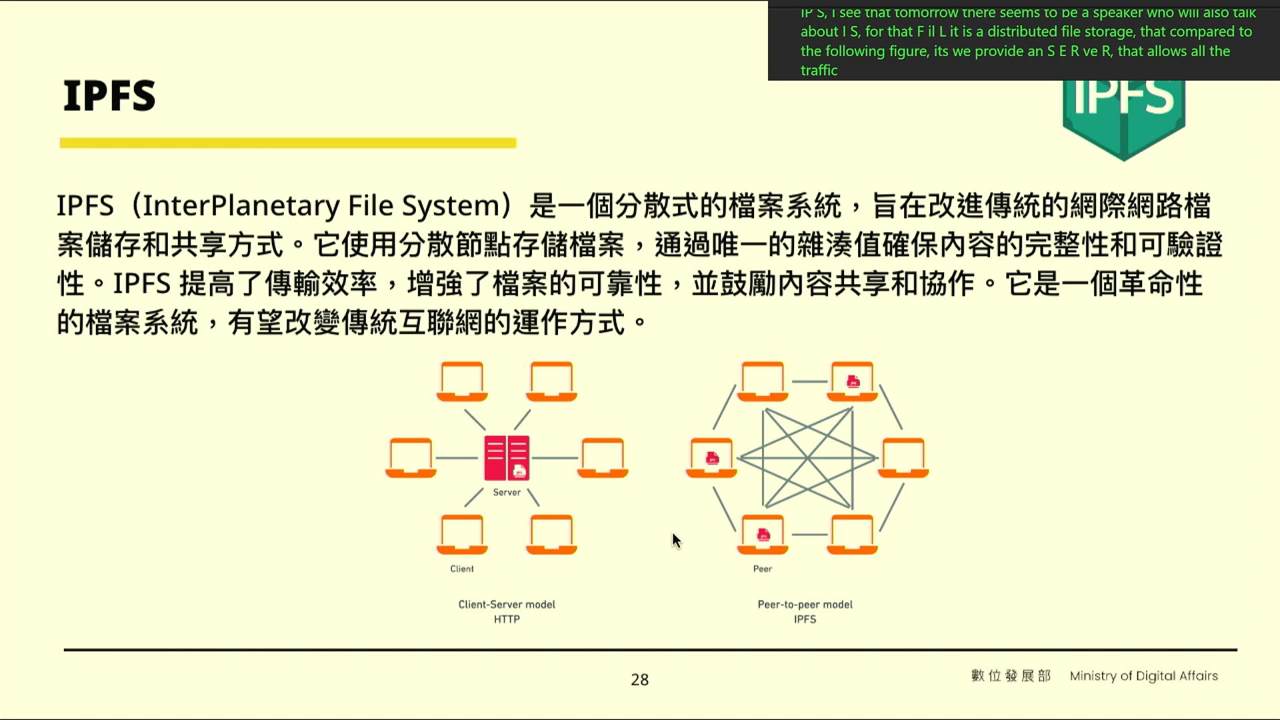 IP S, I see that tomorrow there seems to be a speaker who will also talk
about I S, for that F il L it is a distributed file storage, that compared to
the following figure, its we provide an S E R ve R, that allows all the
traffic
IPFS
IPFS
IPFS（InterPlanetary File System）是一個分散式的檔案系統，旨在改進傳統的網際網路檔
案儲存和共享方式。它使用分散節點存儲檔案，通過唯一的雜湊值確保內容的完整性和可驗證
性。IPFS 提高了傳輸效率，增強了檔案的可靠性，並鼓勵內容共享和協作。它是一個革命性
的檔案系統，有望改變傳統互聯網的運作方式。
Server
Client
Peer
Client-Server model
HTTP
Peer-to-peer model
IPFS
28
數位發展部 Ministry of Digital Affairs